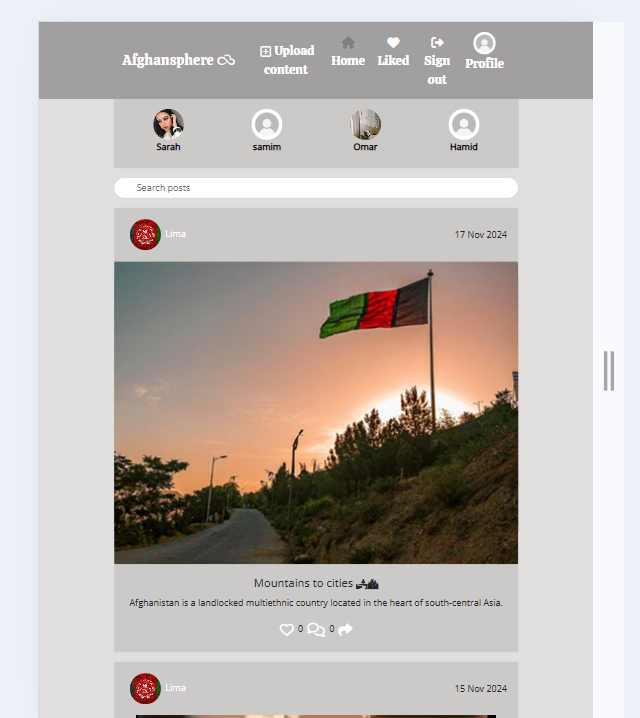 Afghansphere
Upload
content
Home
Liked
Sign
out
Profile
Sarah
samim
Omar
Hamid
Search posts
Lima
17 Nov 2024
Mountains to cities
Afghanistan is a landlocked multiethnic country located in the heart of south-central Asia.
0 0
Lima
15 Nov 2024